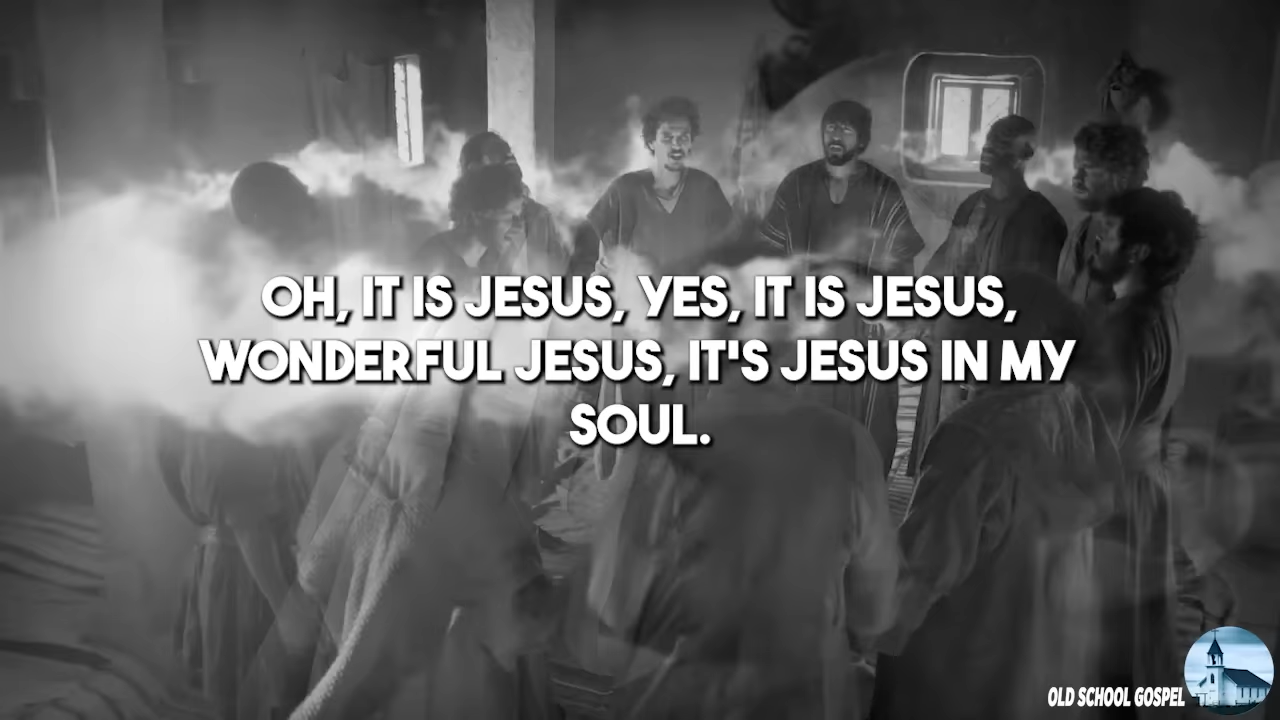 OH, IT IS JESUS, YES, IT IS JESUS,
WONDERFUL JESUS, IT'S JESUS IN MY
SOUL.
OLD SCHOOL GOSPEL